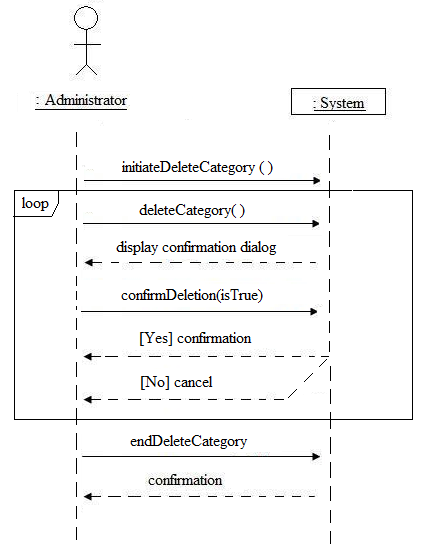 : Administrator
: System
initiateDeleteCategory ( )
loop
deleteCategory( )
display confirmation dialog
confirmDeletion(isTrue)
[Yes] confirmation
[No] cancel
endDeleteCategory
confirmation